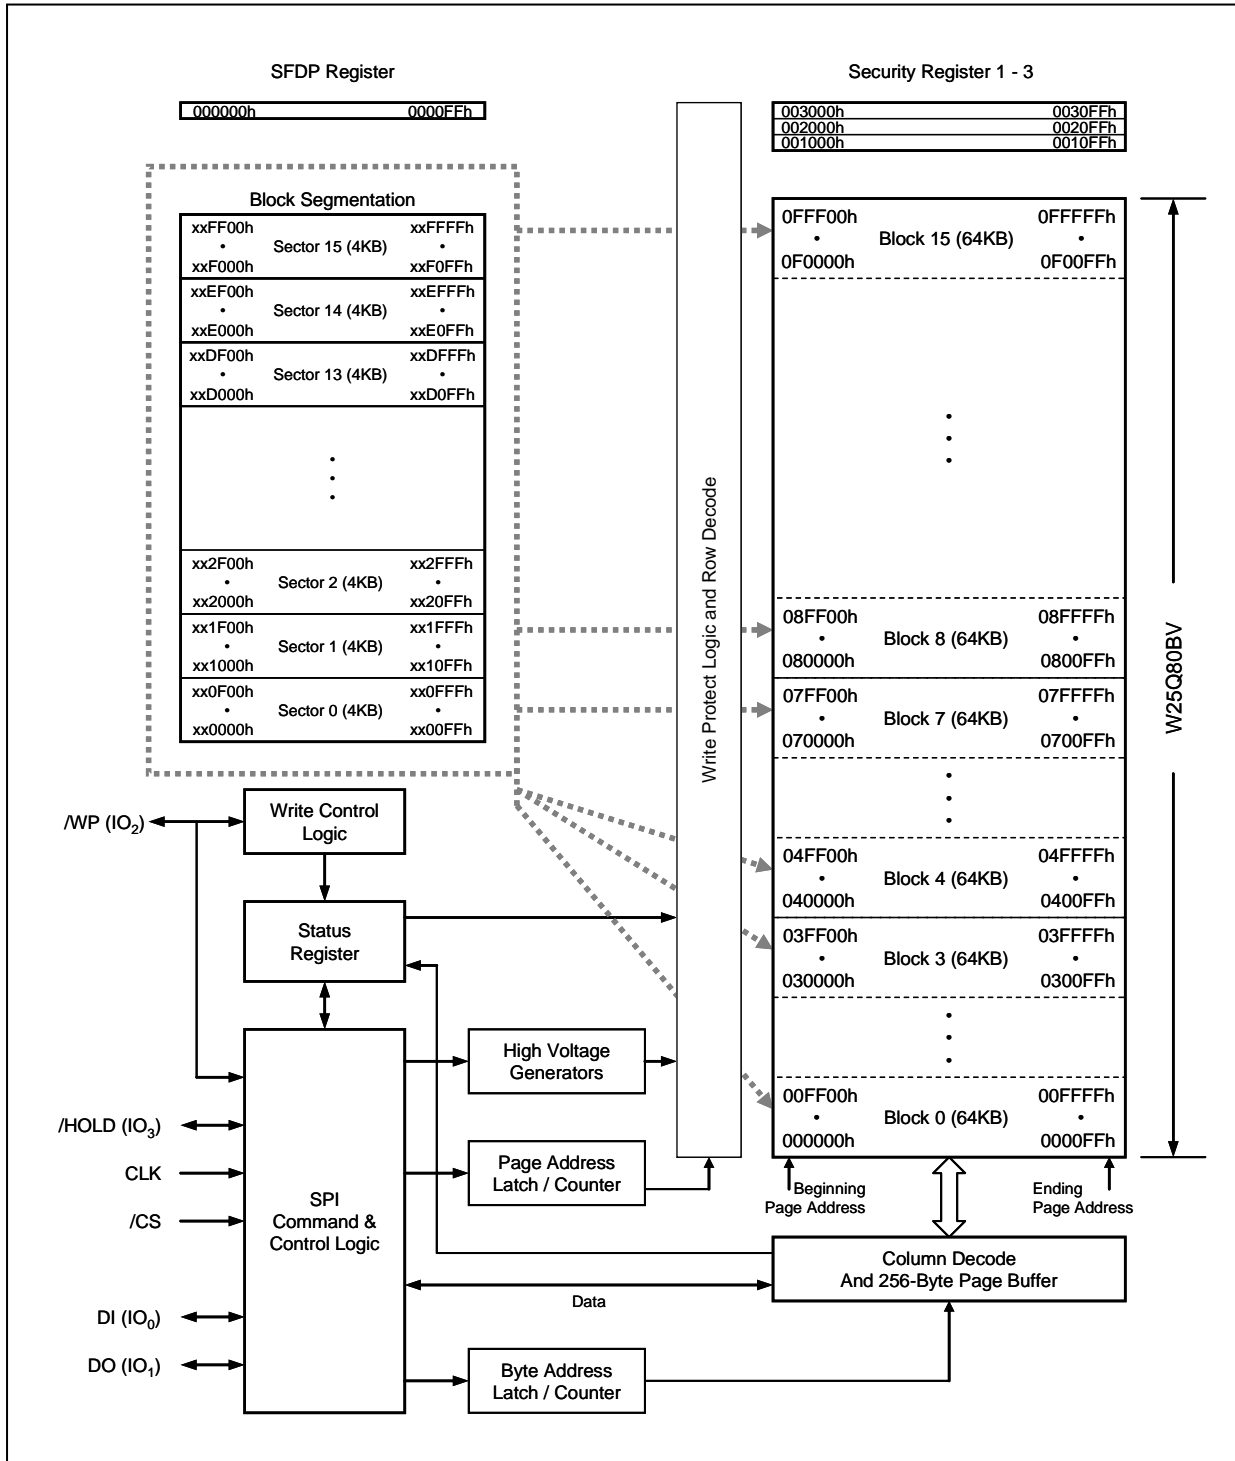 SFDP Register
000000h 0000FFh
Security Register 1 - 3
003000h 0030FFh
002000h 0020FFh
001000h 0010FFh
Block Segmentation
xxFF00h xxFFFFh
• Sector 15 (4KB) •
xxF000h xxF0FFh
xxEF00h xxEFFFh
• Sector 14 (4KB) •
xxE000h xxE0FFh
xxDF00h xxDFFFh
• Sector 13 (4KB) •
xxD000h xxD0FFh
xx2F00h xx2FFFh
• Sector 2 (4KB) •
xx2000h xx20FFh
xx1F00h xx1FFFh
• Sector 1 (4KB) •
xx1000h xx10FFh
xx0F00h xx0FFFh
• Sector 0 (4KB) •
xx0000h xx00FFh
Write Protect Logic and Row Decode
0FFF00h 0FFFFFh
• Block 15 (64KB) •
0F0000h 0F00FFh
08FF00h 08FFFFh
• Block 8 (64KB) •
080000h 0800FFh
07FF00h 07FFFFh
• Block 7 (64KB) •
070000h 0700FFh
04FF00h 04FFFFh
• Block 4 (64KB) •
040000h 0400FFh
03FF00h 03FFFFh
• Block 3 (64KB) •
030000h 0300FFh
00FF00h 00FFFFh
• Block 0 (64KB) •
000000h 0000FFh
W25Q80BV
Beginning
Page Address
Ending
Page Address
/WP (IO2)
Write Control
Logic
Status
Register
/HOLD (IO3)
CLK
/CS
DI (IO0)
DO (IO1)
SPI
Command &
Control Logic
High Voltage
Generators
Page Address
Latch / Counter
Column Decode
And 256-Byte Page Buffer
Data
Byte Address
Latch / Counter